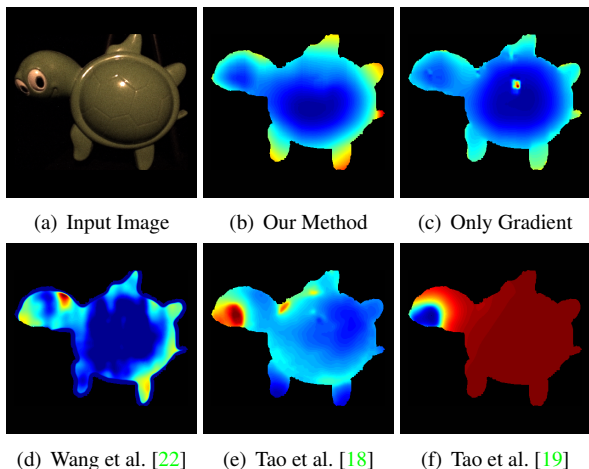 (a) Input Image
(b) Our Method
(c) Only Gradient
(d) Wang et al. [22]
(e) Tao et al. [18]
(f) Tao et al. [19]